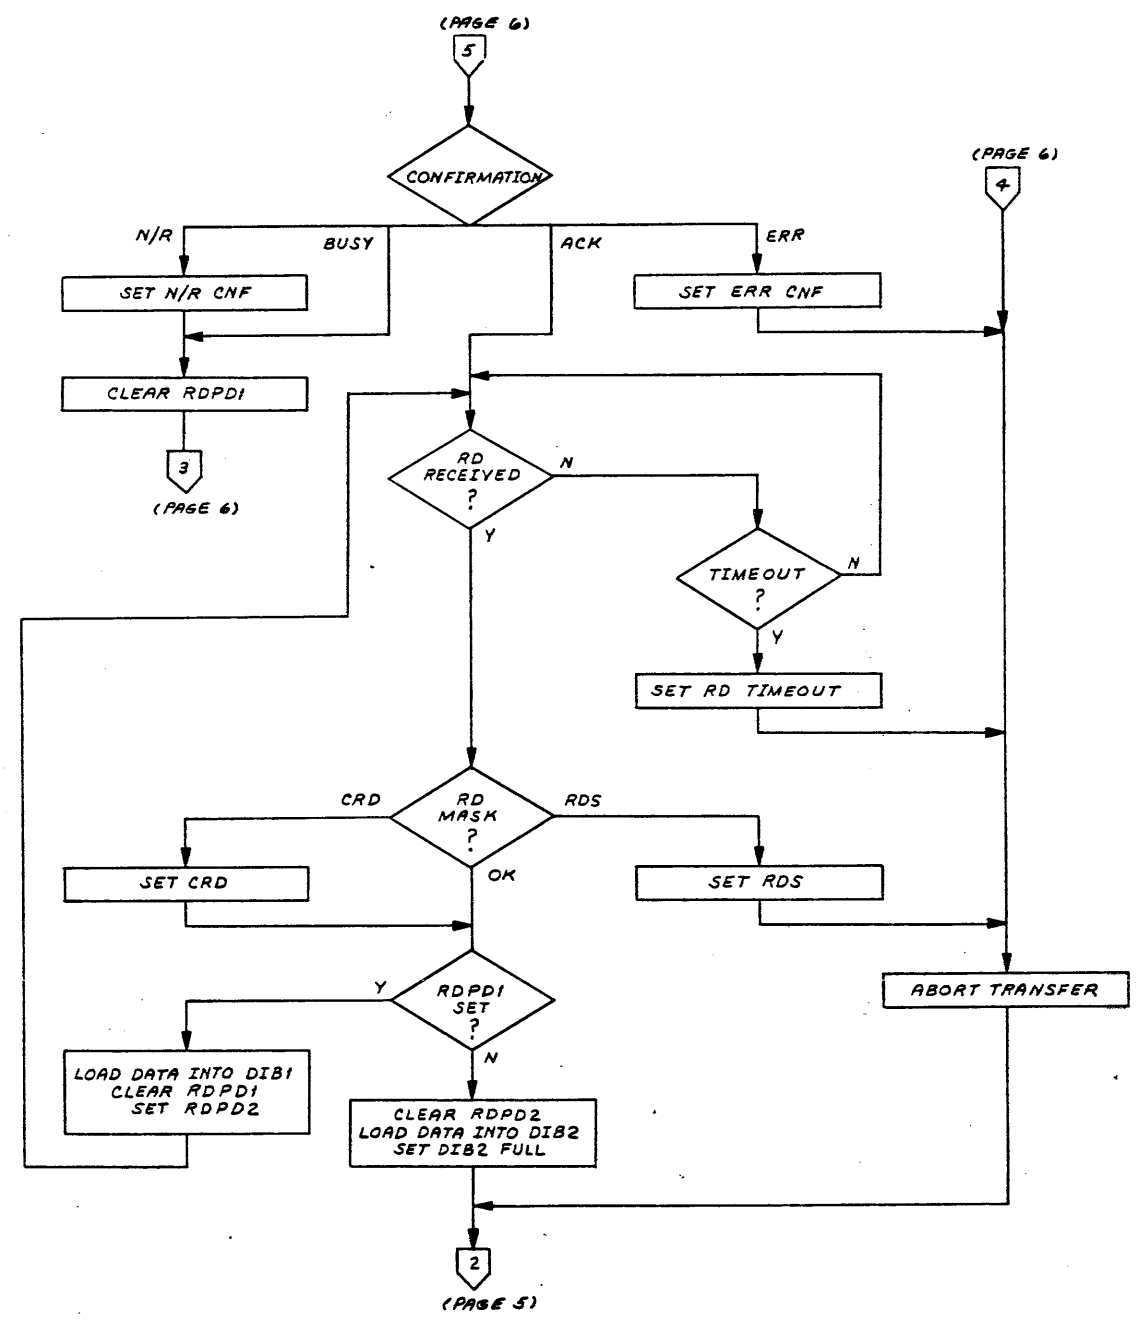 (PAGE 6)
5
CONFIRMATION
(PAGE 6)
4
N/R
BUSY
ACK
ERR
SET N/R CNF
SET ERR CNF
CLEAR RDPD1
3
(PAGE 6)
RD
RECEIVED
?
N
Y
TIMEOUT
?
N
Y
SET RD TIMEOUT
CRD
RD
MASK
?
RDS
OK
SET CRD
SET RDS
Y
RDPD1
SET
?
N
ABORT TRANSFER
LOAD DATA INTO DIB1
CLEAR RDPD1
SET RDPD2
CLEAR RDPD2
LOAD DATA INTO DIB2
SET DIB2 FULL
2
(PAGE 5)